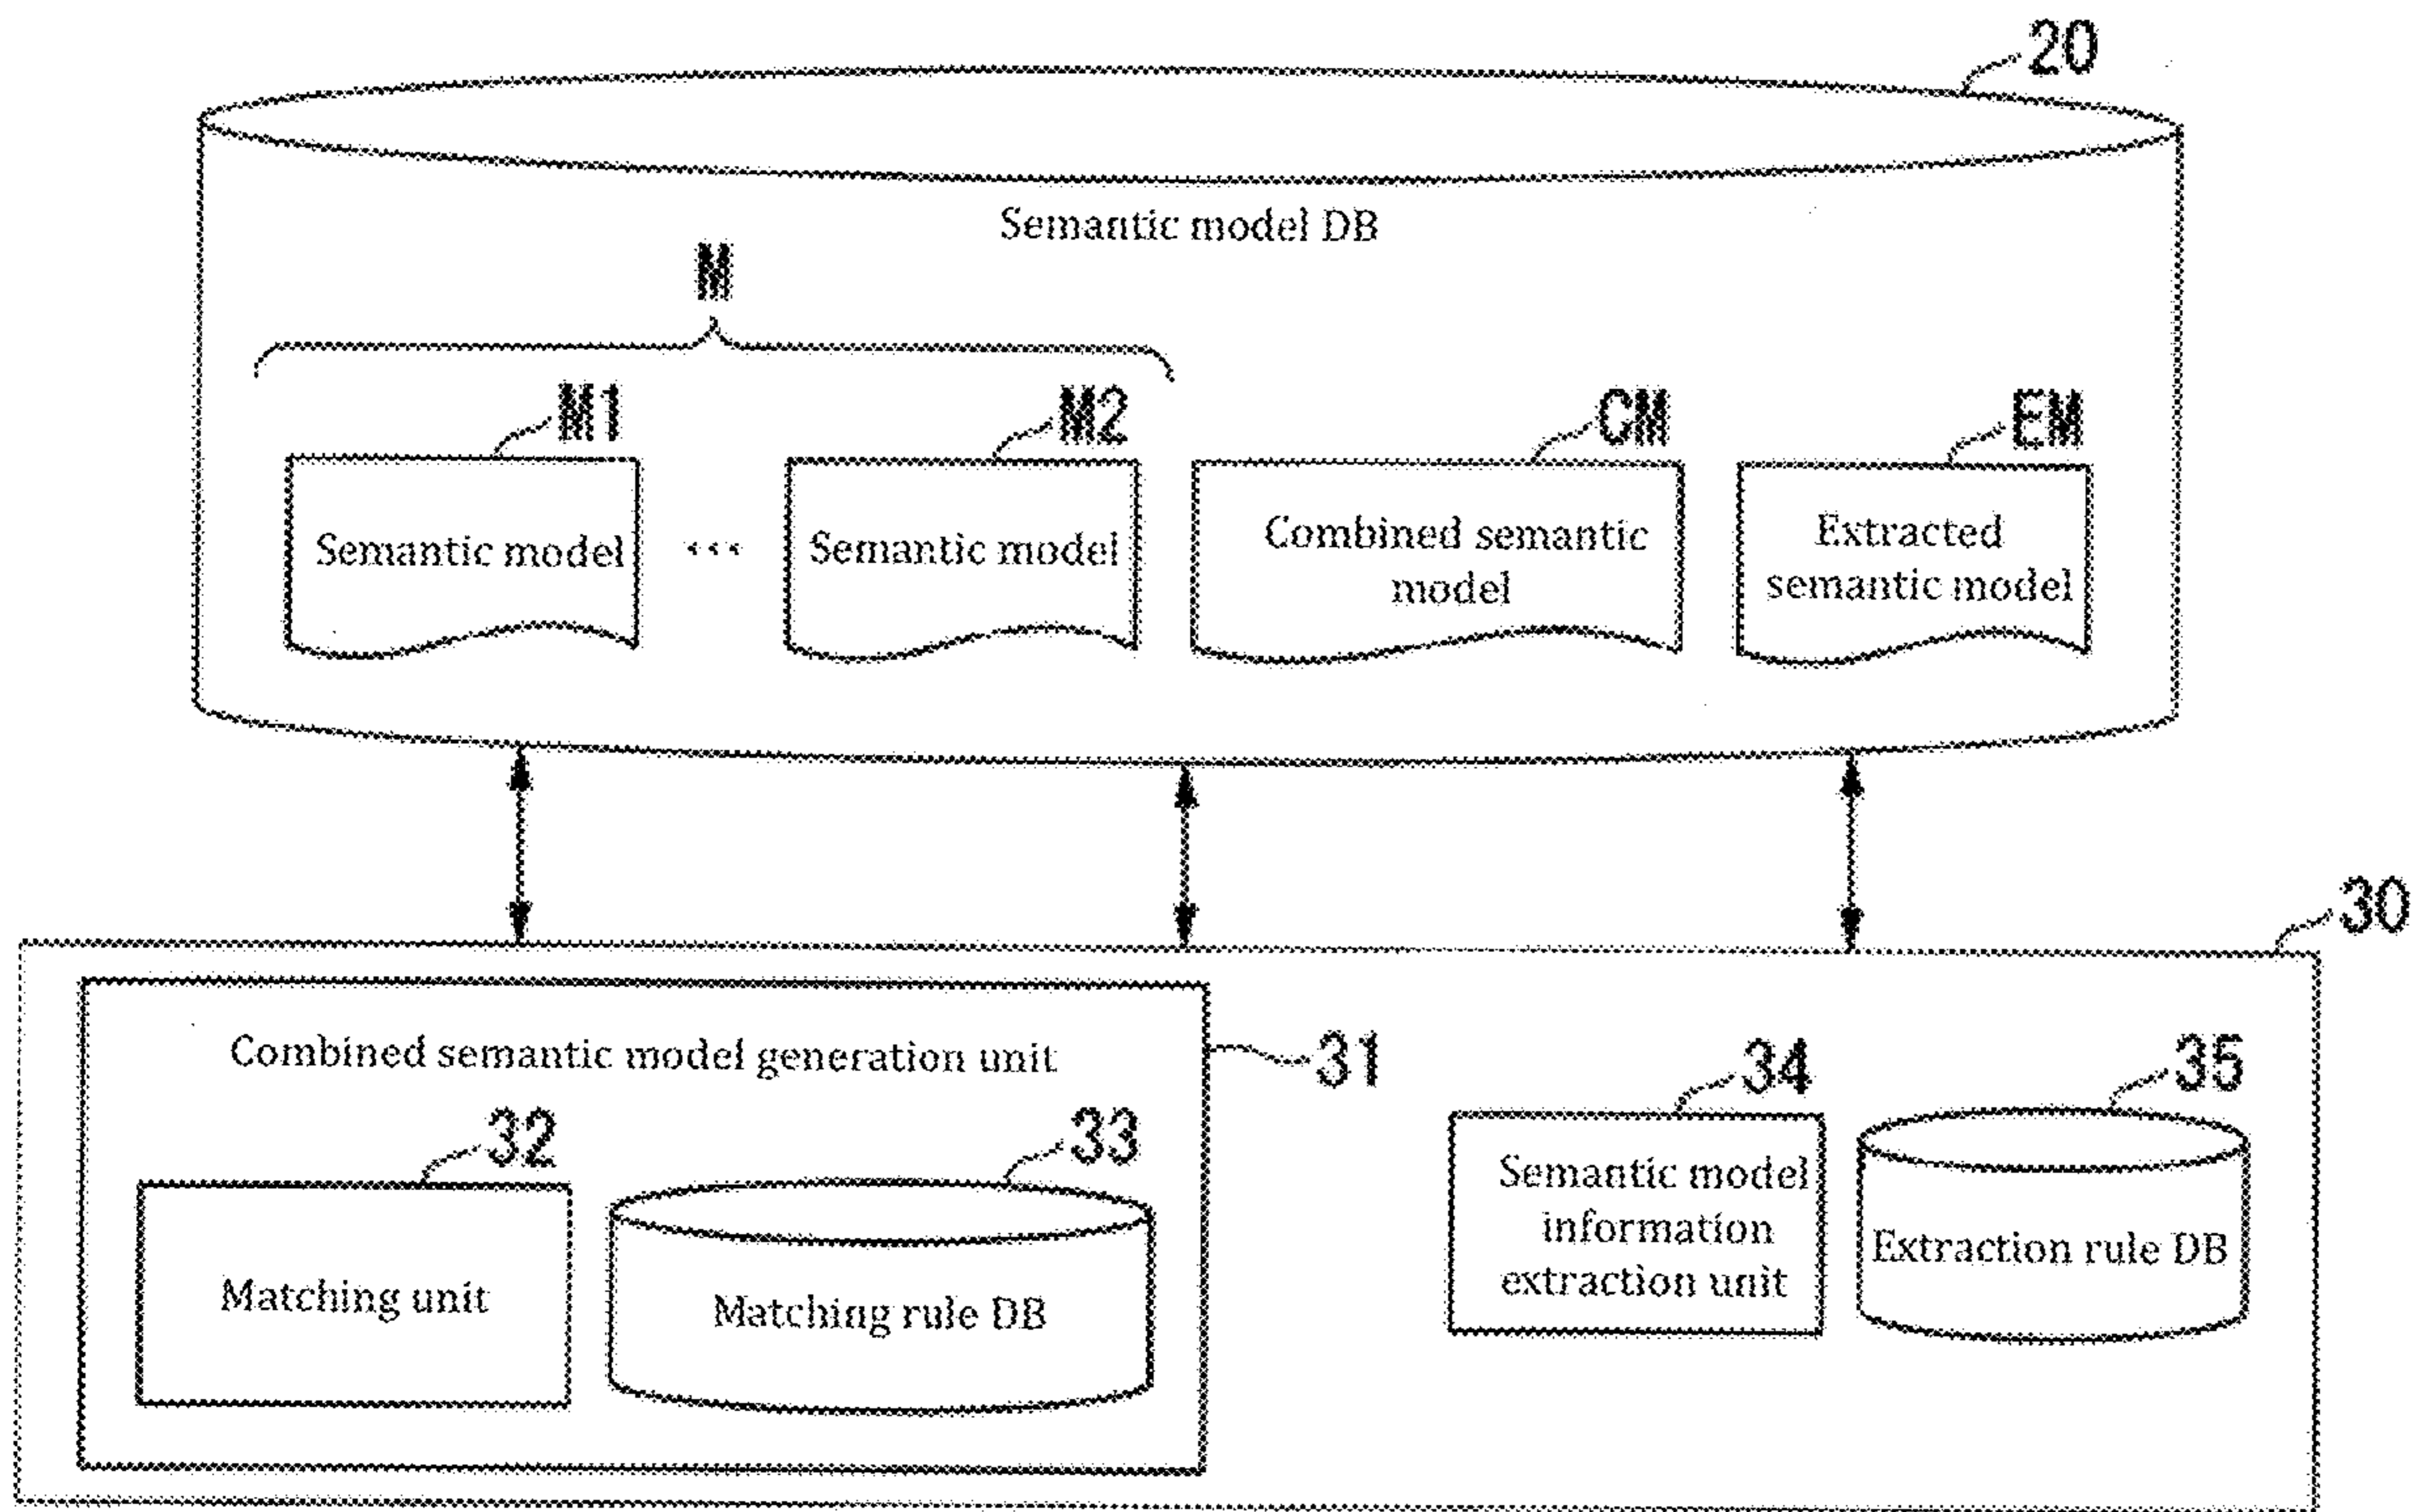 20
Semantic model DB
M
M1
M2
CM
EM
Semantic model
Semantic model
Combined semantic
model
Extracted
semantic model
30
Combined semantic model generation unit
31
32
33
34
35
Matching unit
Matching rule DB
Semantic model
information
extraction unit
Extraction rule DB